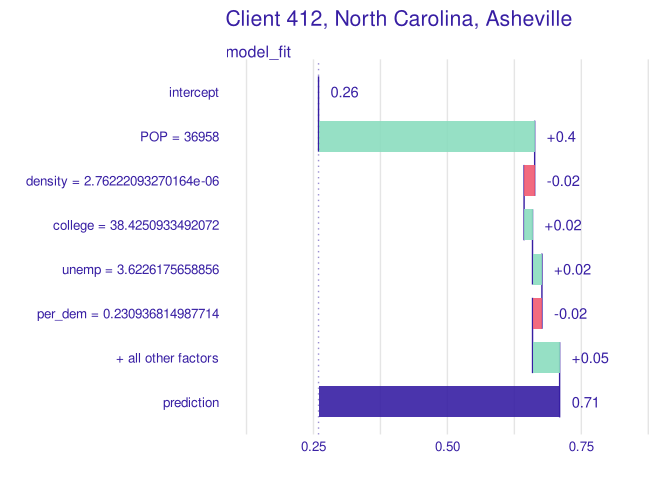 Client 412, North Carolina, Asheville
model_fit
intercept 0.26
POP = 36958 +0.4
density = 2.76222093270164e-06 -0.02
college = 38.4250933492072 +0.02
unemp = 3.6226175658856 +0.02
per_dem = 0.230936814987714 -0.02
+ all other factors +0.05
prediction 0.71
0.25 0.50 0.75